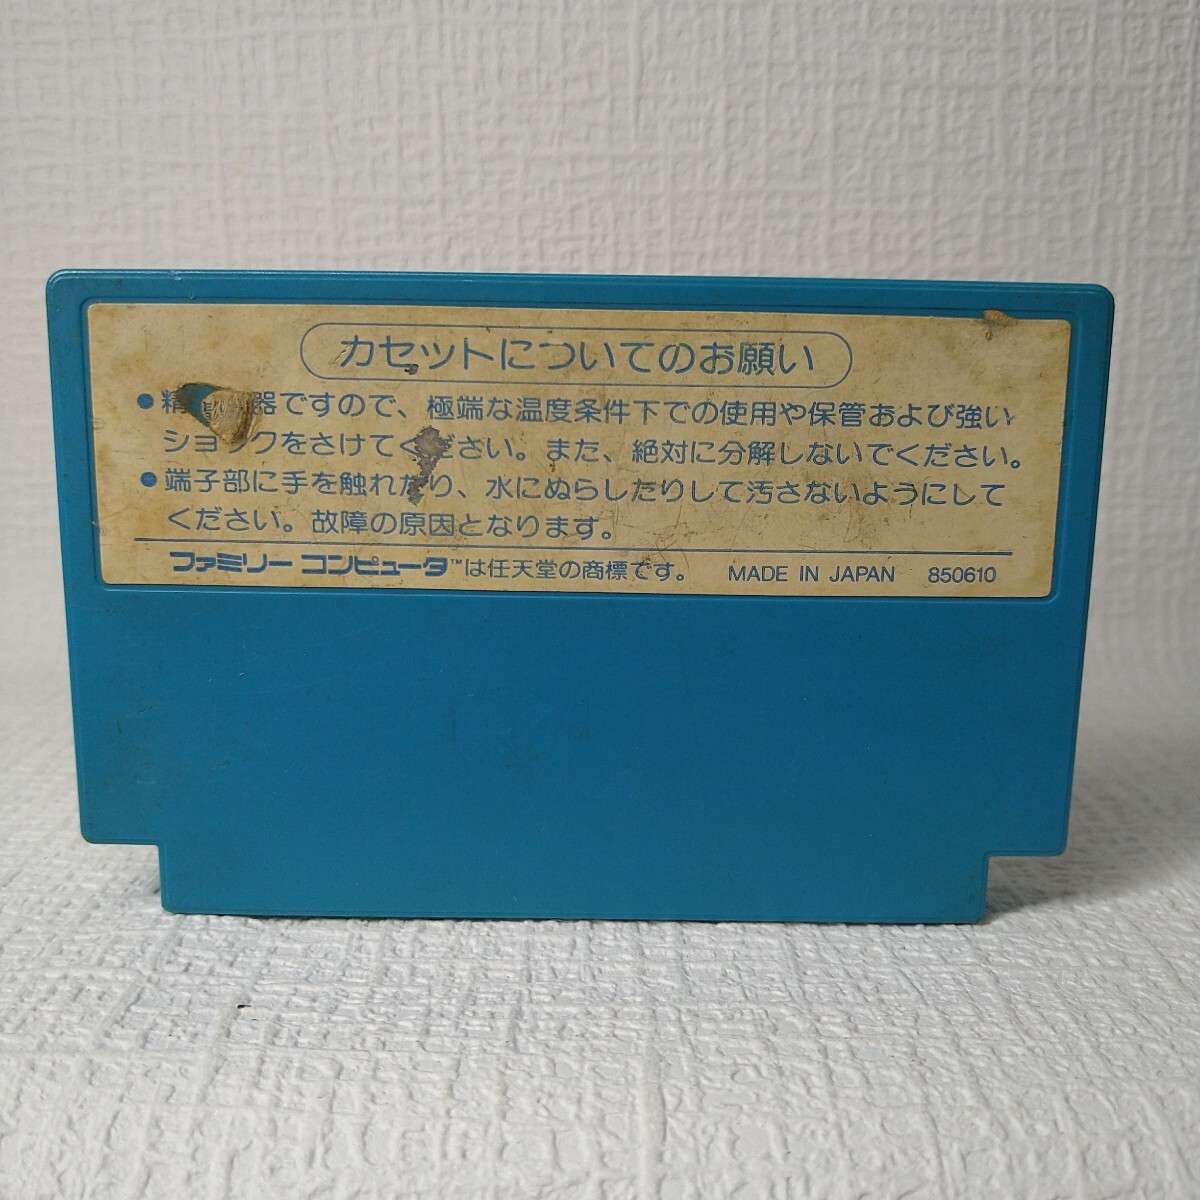 カセットについてのお願い
●精 器ですので、極端な温度条件下での使用や保管および強い
ショックをさけてください。また、絶対に分解しないでください。
●端子部に手を触れたり、水にぬらしたりして汚さないようにして
ください。故障の原因となります。
ファミリー コンピュータ™は任天堂の商標です。 MADE IN JAPAN 850610